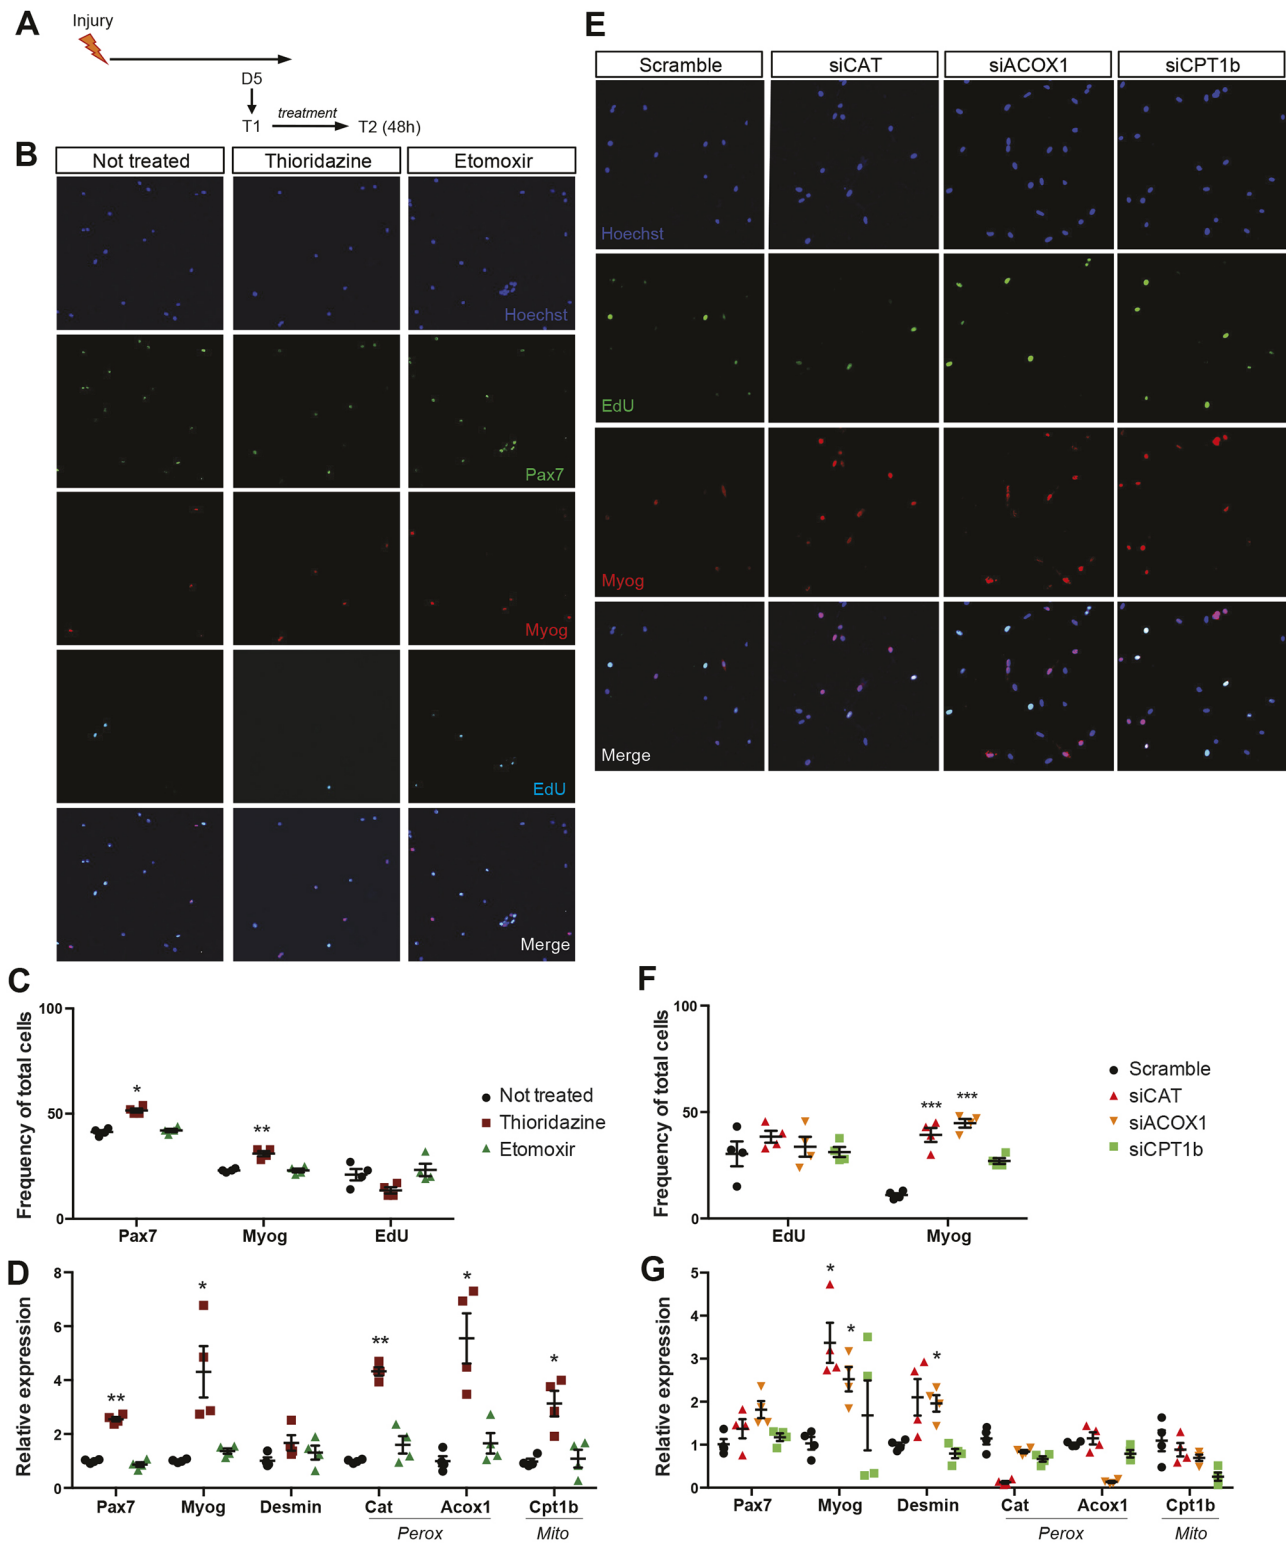 A
Injury
D5
T1
treatment
T2 (48h)
B
Not treated
Thioridazine
Etomoxir
Hoechst
Pax7
Myog
EdU
Merge
C
Frequency of total cells
100
50
0
*
**
Pax7
Myog
EdU
Not treated
Thioridazine
Etomoxir
D
Relative expression
8
6
4
2
0
**
*
**
*
*
Pax7
Myog
Desmin
Cat
Acox1
Cpt1b
Perox
Mito
E
Scramble
siCAT
siACOX1
siCPT1b
Hoechst
EdU
Myog
Merge
F
Frequency of total cells
100
50
0
***
***
EdU
Myog
Scramble
siCAT
siACOX1
siCPT1b
G
Relative expression
5
4
3
2
1
0
*
*
*
Pax7
Myog
Desmin
Cat
Acox1
Cpt1b
Perox
Mito